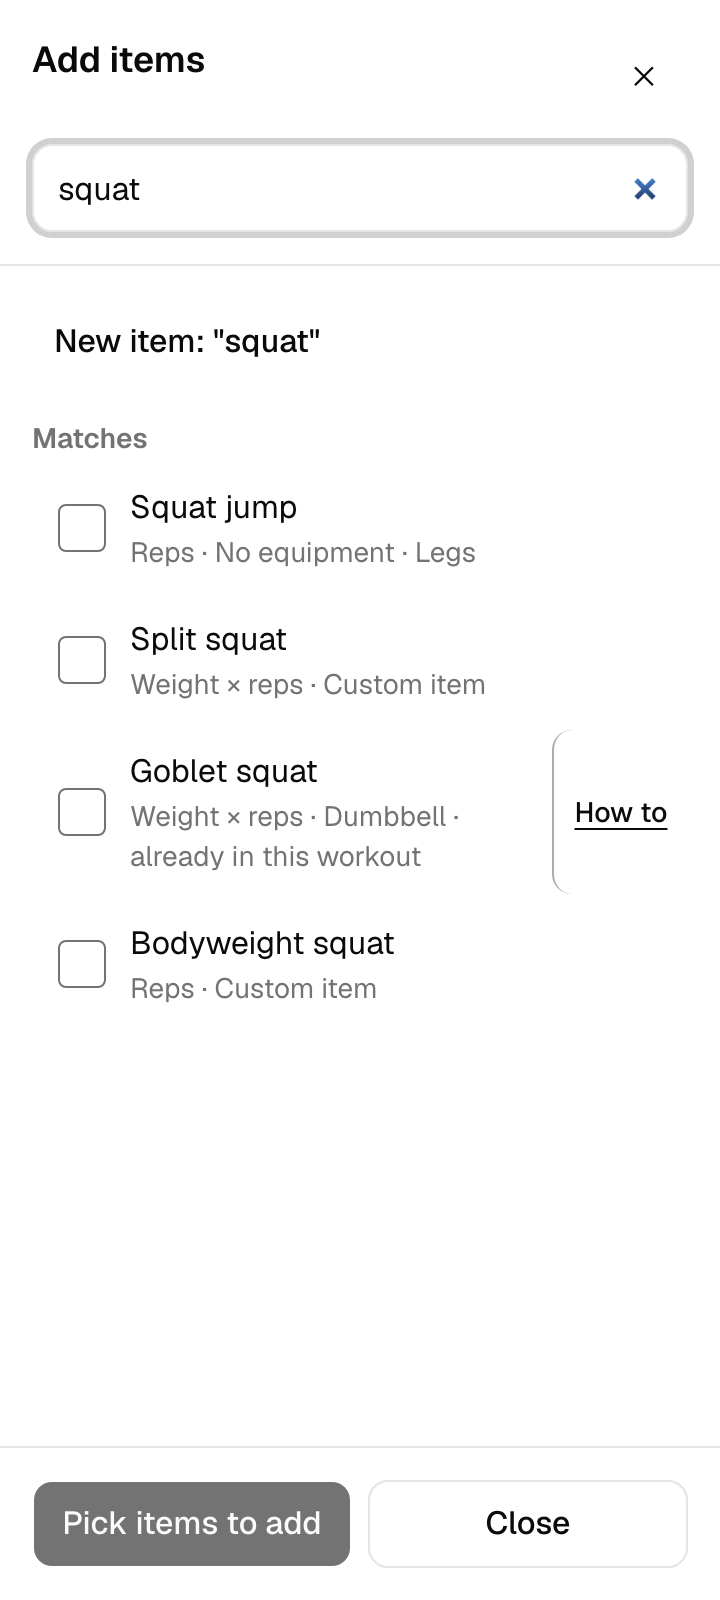 Add items
squat
New item: "squat"
Matches
Squat jump
Reps · No equipment · Legs
Split squat
Weight × reps · Custom item
Goblet squat
Weight × reps · Dumbbell ·
already in this workout
How to
Bodyweight squat
Reps · Custom item
Pick items to add
Close